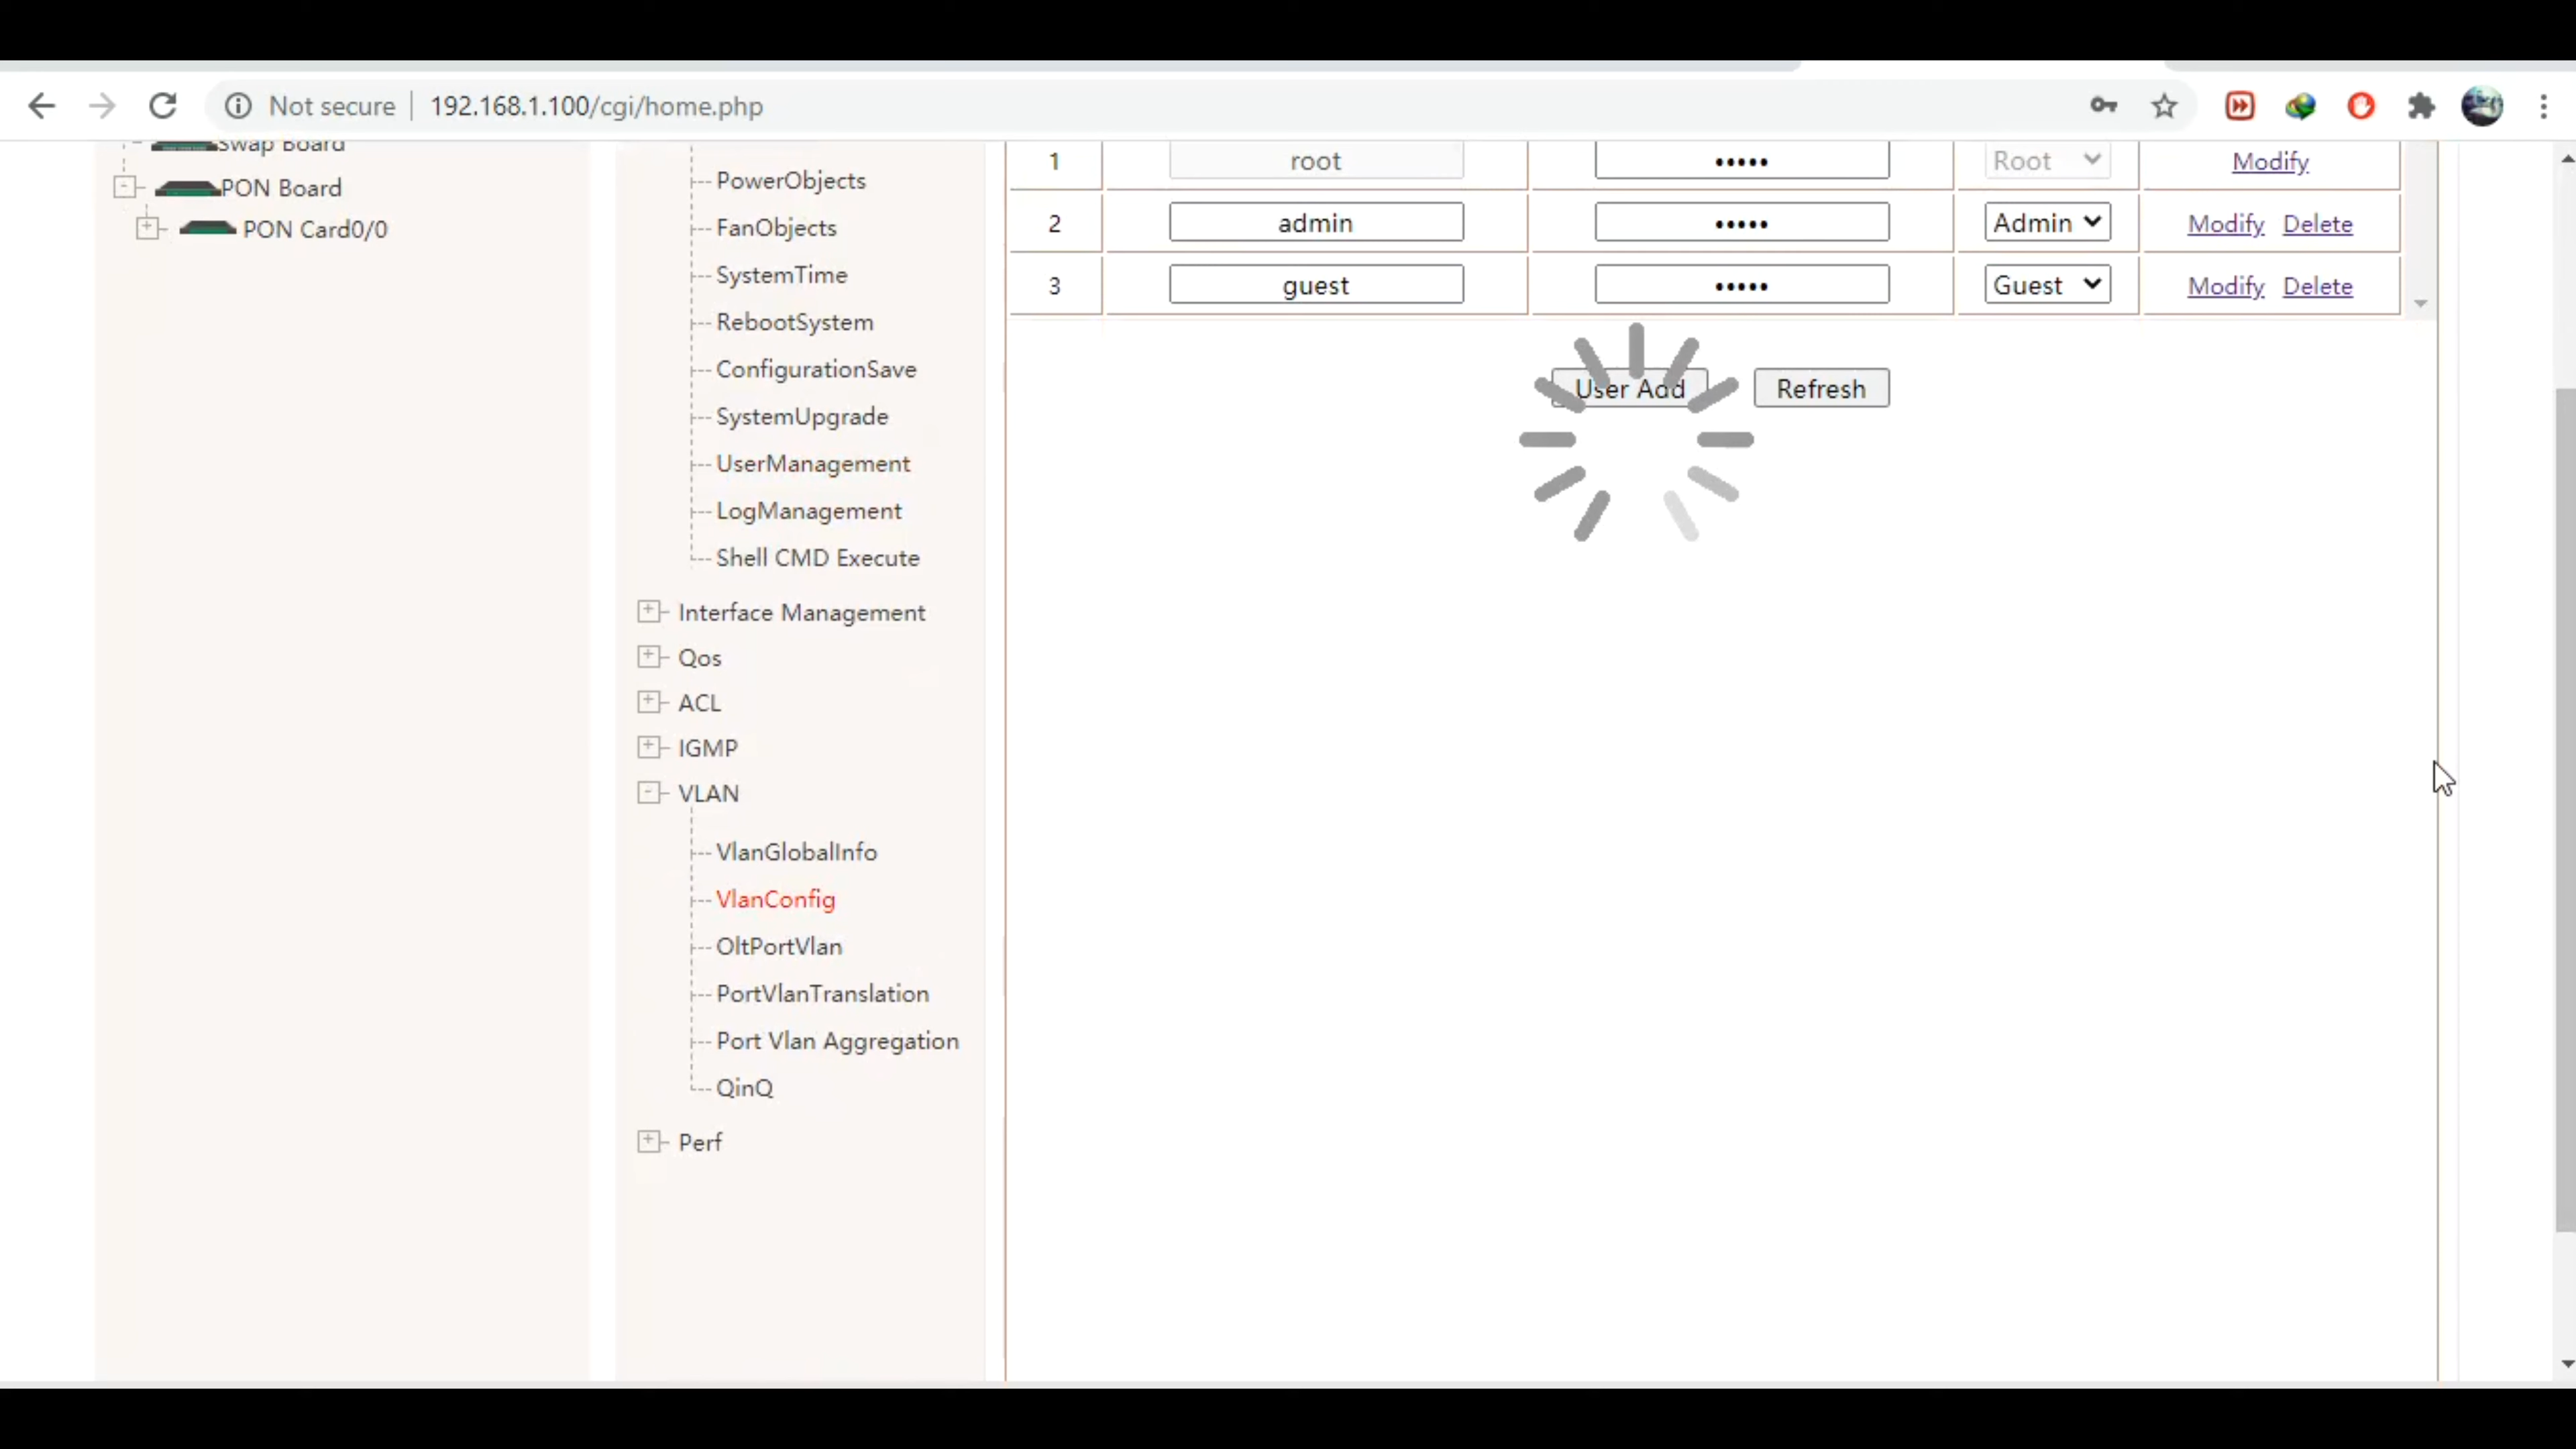 Not secure 192.168.1.100/cgi/home.php
Swap Board
PON Board
PON Card0/0
PowerObjects
FanObjects
SystemTime
RebootSystem
ConfigurationSave
SystemUpgrade
UserManagement
LogManagement
Shell CMD Execute
Interface Management
Qos
ACL
IGMP
VLAN
VlanGlobalInfo
VlanConfig
OltPortVlan
PortVlanTranslation
Port Vlan Aggregation
QinQ
Perf
1 root ••••• Root Modify
2 admin ••••• Admin Modify Delete
3 guest ••••• Guest Modify Delete
User Add Refresh